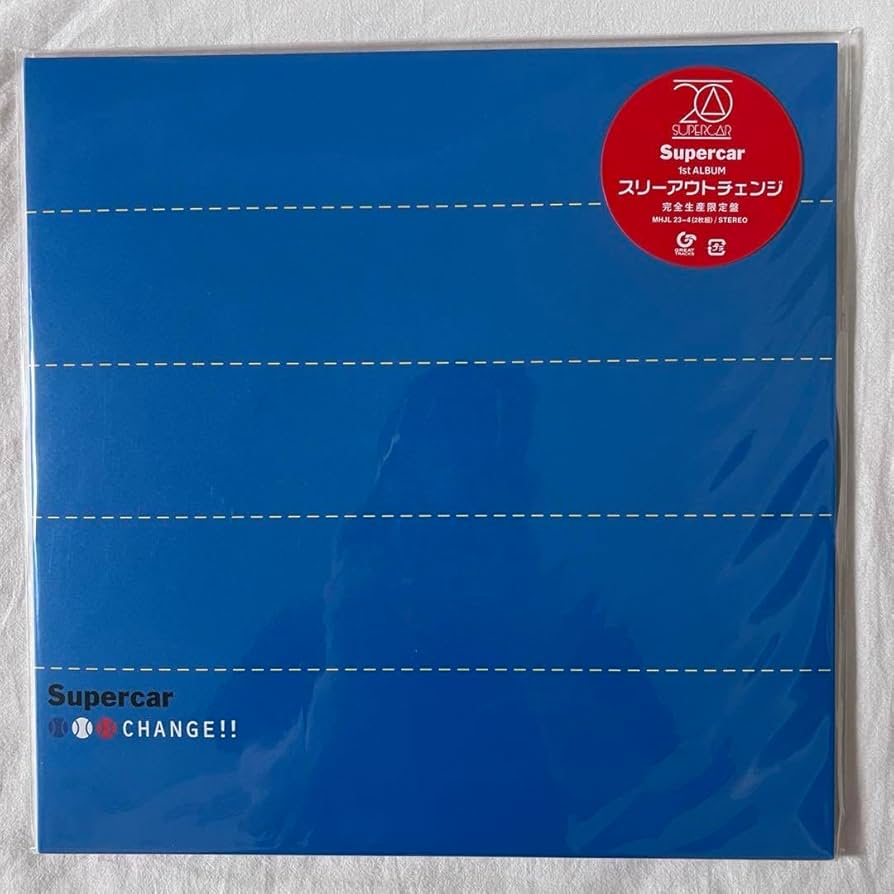 20
SUPERCAR
Supercar
1st ALBUM
スリーアウトチェンジ
完全生産限定盤
MHJL 23-4(2枚組)/STEREO
GREAT
TRACKS
Supercar
CHANGE!!